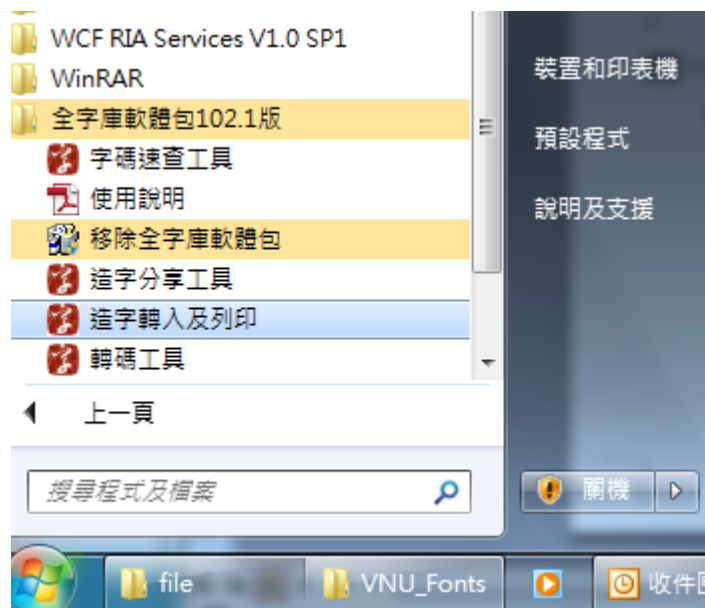 WCF RIA Services V1.0 SP1
WinRAR
全字庫軟體包102.1版
字碼速查工具
使用說明
移除全字庫軟體包
造字分享工具
造字轉入及列印
轉碼工具
上一頁
搜尋程式及檔案
裝置和印表機
預設程式
說明及支援
關機
file
VNU_Fonts
收件